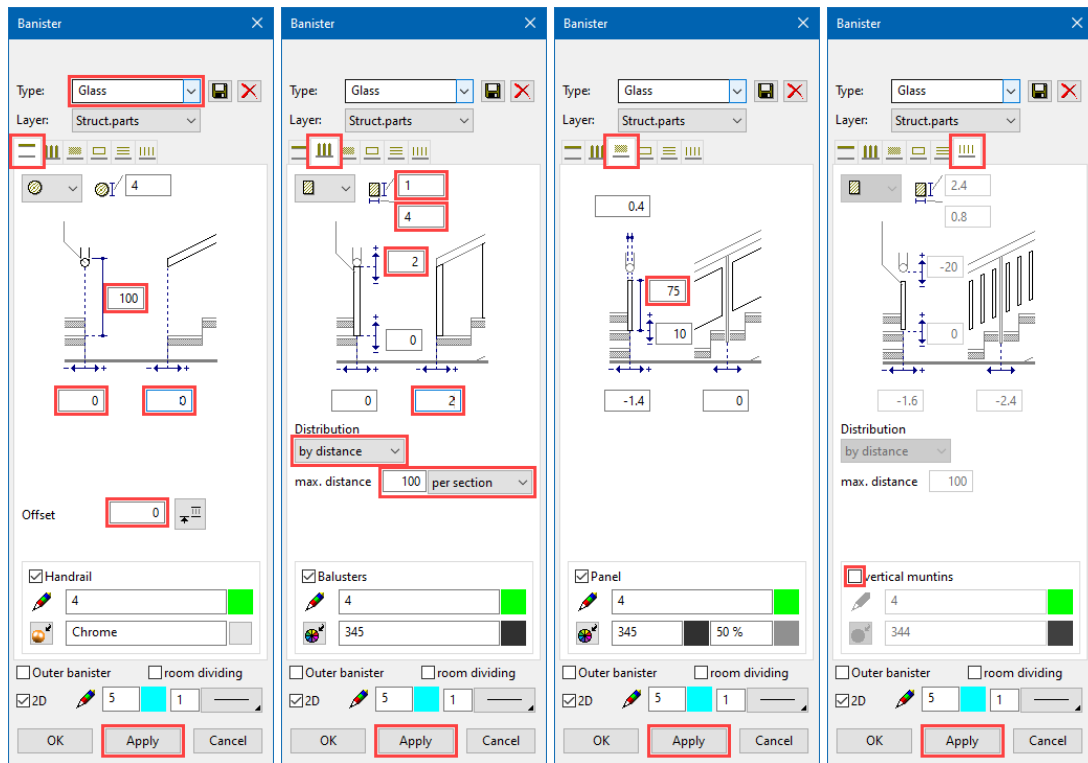 Banister
Type: Glass
Layer: Struct.parts
4
100
0 0
Offset 0
Handrail
4
Chrome
Outer banister room dividing
2D 5 1
OK Apply Cancel
Banister
Type: Glass
Layer: Struct.parts
1
4
2
0
0 2
Distribution
by distance
max. distance 100 per section
Balusters
4
345
Outer banister room dividing
2D 5 1
OK Apply Cancel
Banister
Type: Glass
Layer: Struct.parts
0.4
75
10
-1.4 0
Panel
4
345 50 %
Outer banister room dividing
2D 5 1
OK Apply Cancel
Banister
Type: Glass
Layer: Struct.parts
2.4
0.8
-20
0
-1.6 -2.4
Distribution
by distance
max. distance 100
vertical muntins
4
344
Outer banister room dividing
2D 5 1
OK Apply Cancel